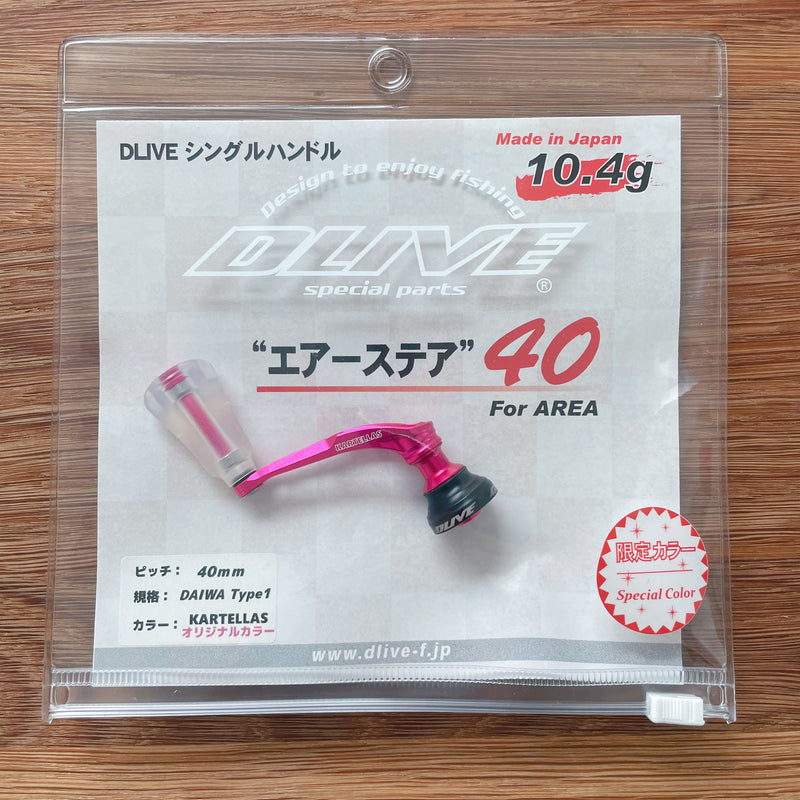 DLIVE シングルハンドル
Made in Japan
10.4g
Design to enjoy fishing
DLIVE
special parts
®
“エアーステア” 40
For AREA
KARTELLAS
DLIVE
ピッチ： 40mm
規格： DAIWA Type1
カラー： KARTELLAS
オリジナルカラー
限定カラー
Special Color
www.dlive-f.jp